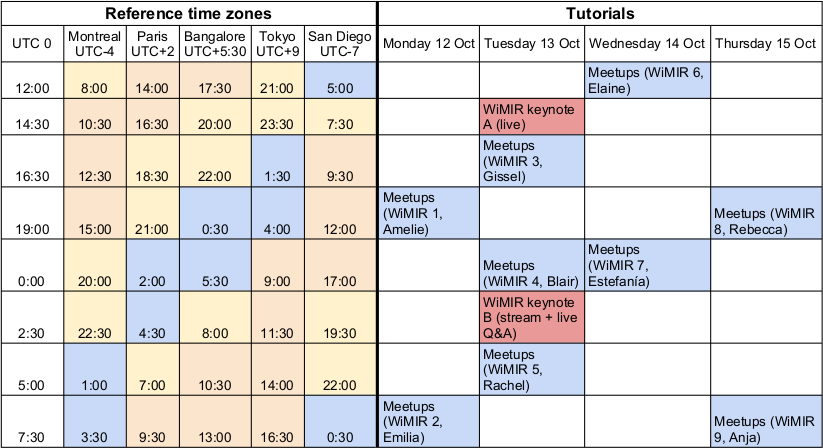 Reference time zones Tutorials
UTC 0 Montreal UTC-4 Paris UTC+2 Bangalore UTC+5:30 Tokyo UTC+9 San Diego UTC-7 Monday 12 Oct Tuesday 13 Oct Wednesday 14 Oct Thursday 15 Oct
12:00 8:00 14:00 17:30 21:00 5:00 Meetups (WiMIR 6, Elaine)
14:30 10:30 16:30 20:00 23:30 7:30 WiMIR keynote A (live)
16:30 12:30 18:30 22:00 1:30 9:30 Meetups (WiMIR 3, Gissel)
19:00 15:00 21:00 0:30 4:00 12:00 Meetups (WiMIR 1, Amelie) Meetups (WiMIR 8, Rebecca)
0:00 20:00 2:00 5:30 9:00 17:00 Meetups (WiMIR 4, Blair) Meetups (WiMIR 7, Estefanía)
2:30 22:30 4:30 8:00 11:30 19:30 WiMIR keynote B (stream + live Q&A)
5:00 1:00 7:00 10:30 14:00 22:00 Meetups (WiMIR 5, Rachel)
7:30 3:30 9:30 13:00 16:30 0:30 Meetups (WiMIR 2, Emilia) Meetups (WiMIR 9, Anja)